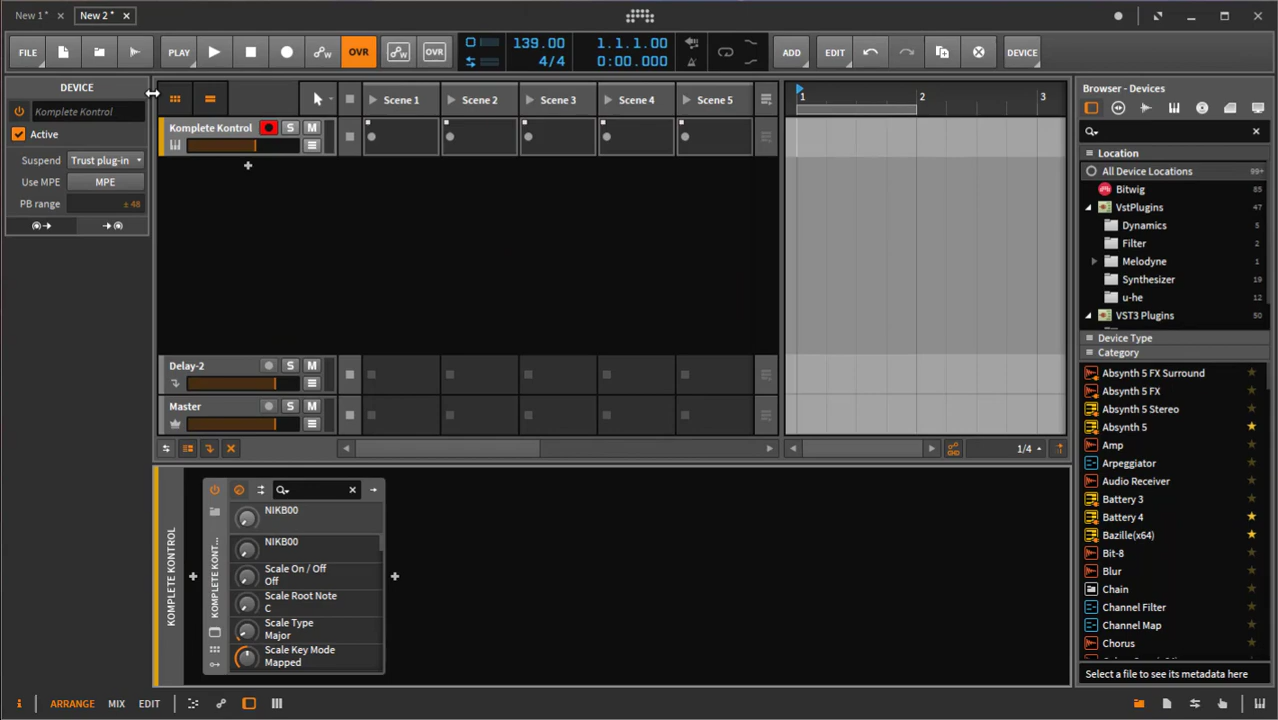 New 1 *
New 2 *
FILE
PLAY
OVR
OVR
139.00
4/4
1.1.1.00
0:00.000
ADD
EDIT
DEVICE
DEVICE
Komplete Kontrol
Active
Suspend Trust plug-in
Use MPE MPE
PB range ± 48
Scene 1
Scene 2
Scene 3
Scene 4
Scene 5
1
2
3
Komplete Kontrol
S
M
Delay-2
S
M
Master
S
M
1/4
KOMPLETE KONTROL
KOMPLETE KONT...
NIKB00
NIKB00
Scale On / Off
Off
Scale Root Note
C
Scale Type
Major
Scale Key Mode
Mapped
Browser - Devices
Location
All Device Locations 99+
Bitwig 85
VstPlugins 47
Dynamics 5
Filter 2
Melodyne 1
Synthesizer 19
u-he 12
VST3 Plugins 50
Device Type
Category
Absynth 5 FX Surround
Absynth 5 FX
Absynth 5 Stereo
Absynth 5
Amp
Arpeggiator
Audio Receiver
Battery 3
Battery 4
Bazille(x64)
Bit-8
Blur
Chain
Channel Filter
Channel Map
Chorus
Select a file to see its metadata here
i
ARRANGE
MIX
EDIT